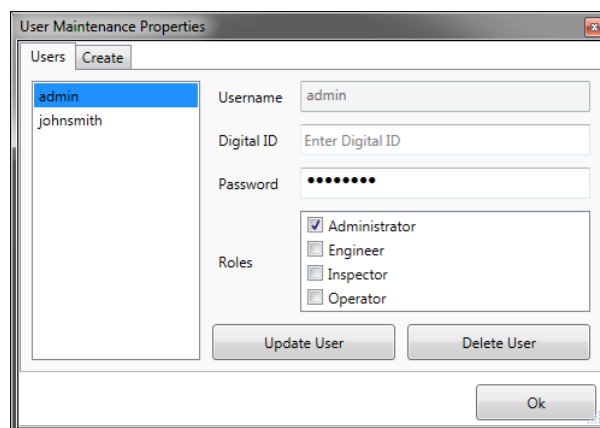 User Maintenance Properties
Users Create
admin
johnsmith
Username admin
Digital ID Enter Digital ID
Password ••••••••
Roles
Administrator
Engineer
Inspector
Operator
Update User Delete User
Ok